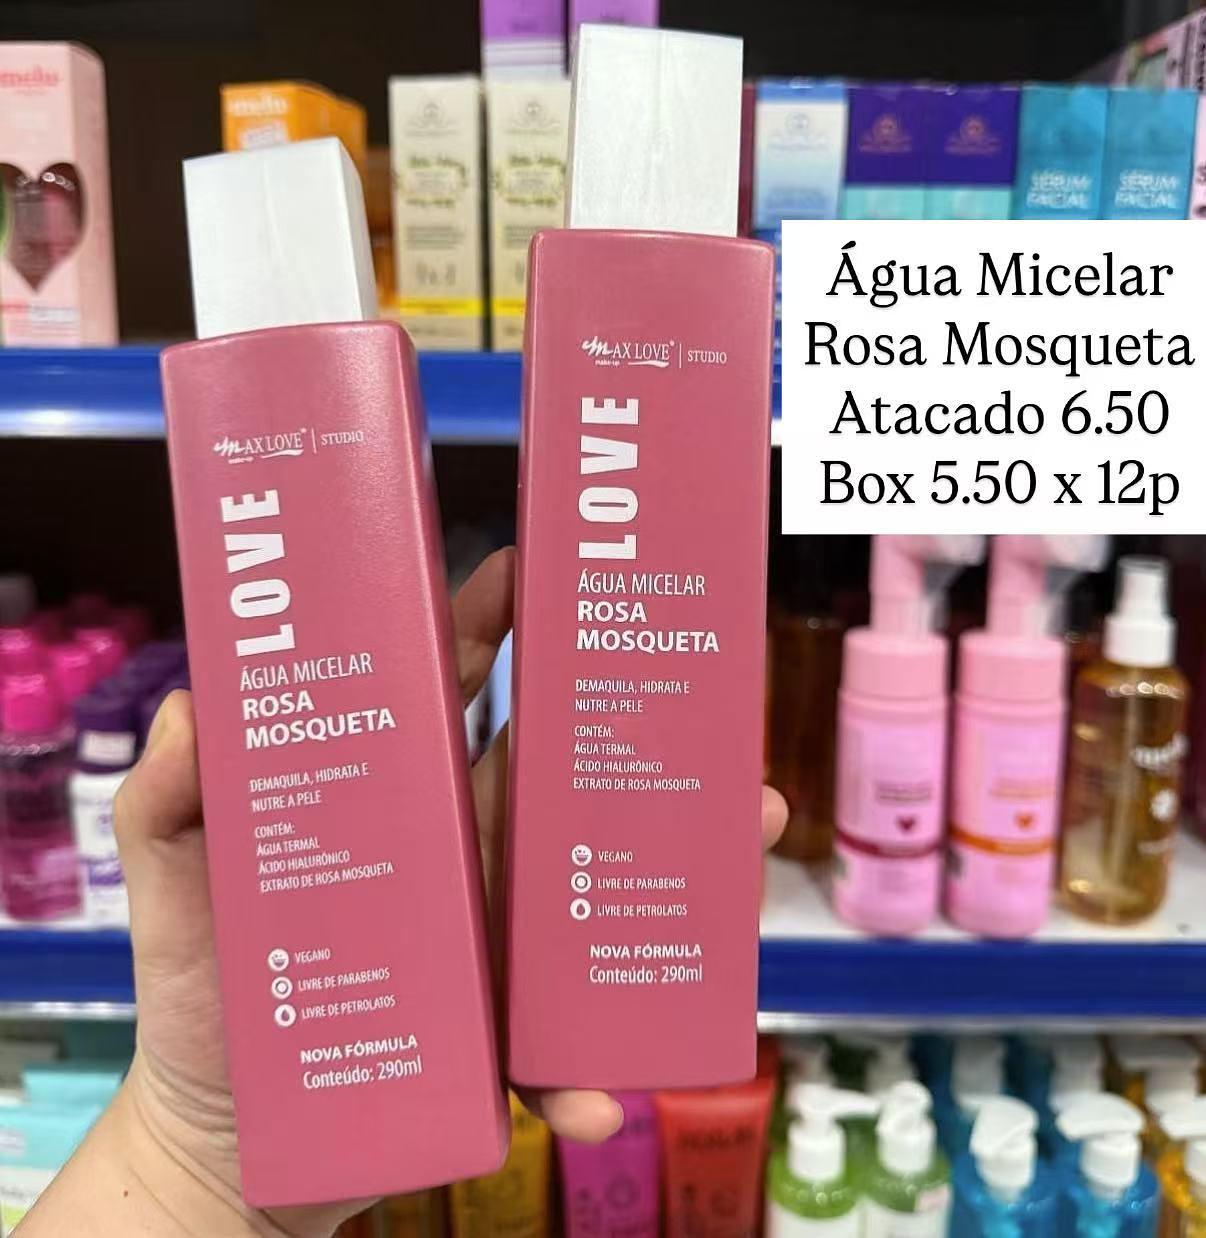 Água Micelar
Rosa Mosqueta
Atacado 6.50
Box 5.50 x 12p
melu
melu
SÉRUM
FACIAL
SÉRUM
FACIAL
MAX LOVE® | STUDIO
make-up
LOVE
ÁGUA MICELAR
ROSA
MOSQUETA
DEMAQUILA, HIDRATA E
NUTRE A PELE
CONTÉM:
ÁGUA TERMAL
ÁCIDO HIALURÔNICO
EXTRATO DE ROSA MOSQUETA
VEGANO
LIVRE DE PARABENOS
LIVRE DE PETROLATOS
NOVA FÓRMULA
Conteúdo: 290ml
MAX LOVE® | STUDIO
make-up
LOVE
ÁGUA MICELAR
ROSA
MOSQUETA
DEMAQUILA, HIDRATA E
NUTRE A PELE
CONTÉM:
ÁGUA TERMAL
ÁCIDO HIALURÔNICO
EXTRATO DE ROSA MOSQUETA
VEGANO
LIVRE DE PARABENOS
LIVRE DE PETROLATOS
NOVA FÓRMULA
Conteúdo: 290ml